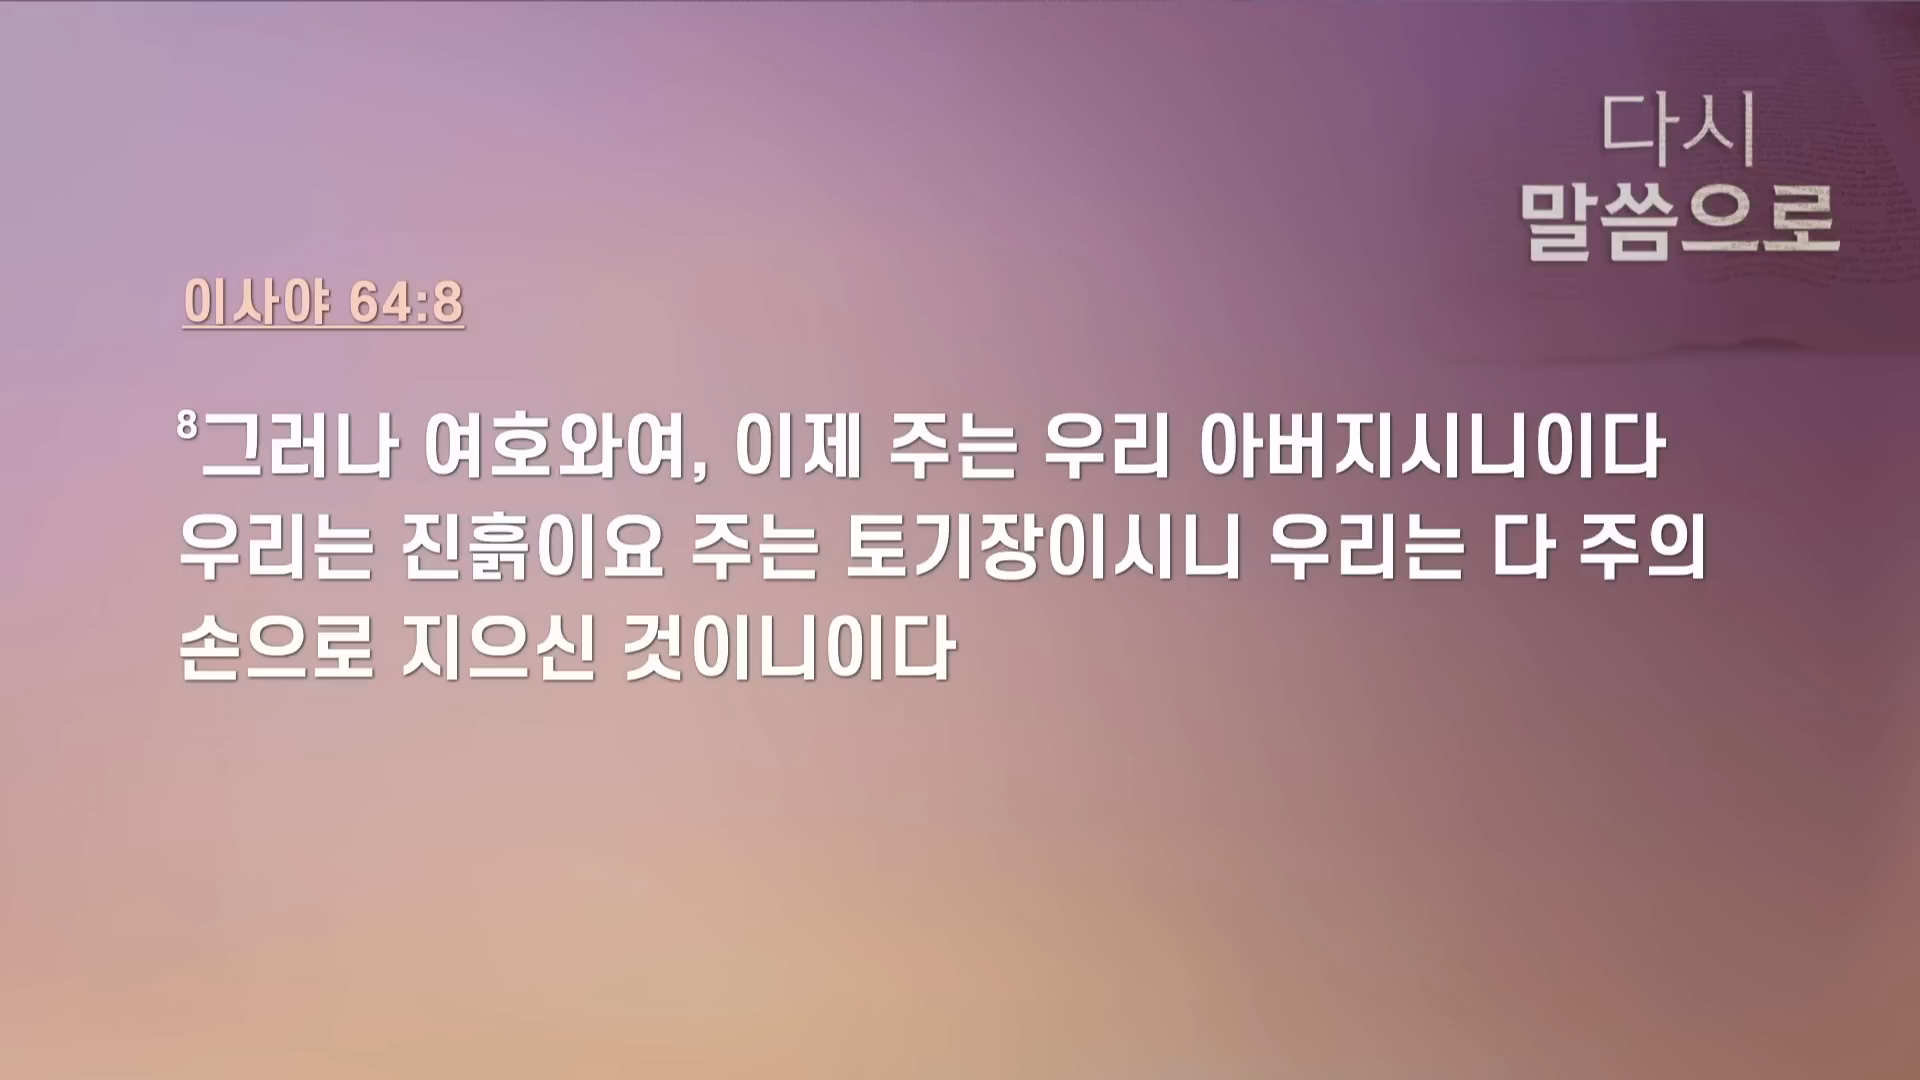 다시
말씀으로
이사야 64:8
8그러나 여호와여, 이제 주는 우리 아버지시니이다
우리는 진흙이요 주는 토기장이시니 우리는 다 주의
손으로 지으신 것이니이다